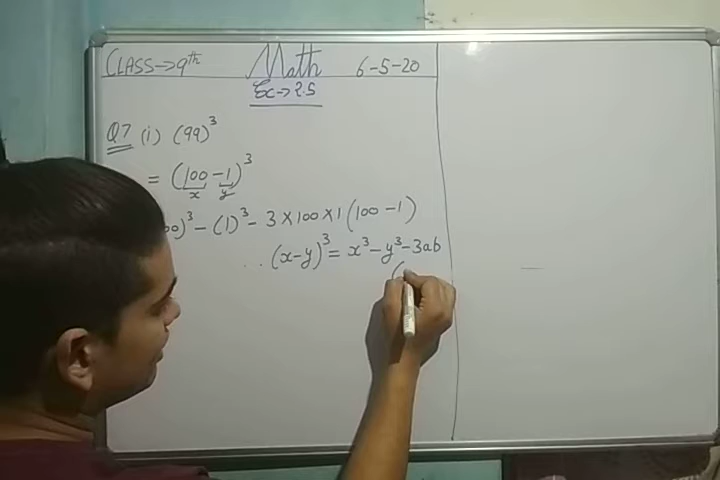 CLASS→9th Math 6-5-20
Ex→2.5
Q7 (i) (99)³
= (100 - 1)³
x y
00)³ - (1)³ - 3 × 100 × 1 (100 - 1)
∴ (x-y)³ = x³ - y³ - 3ab
(